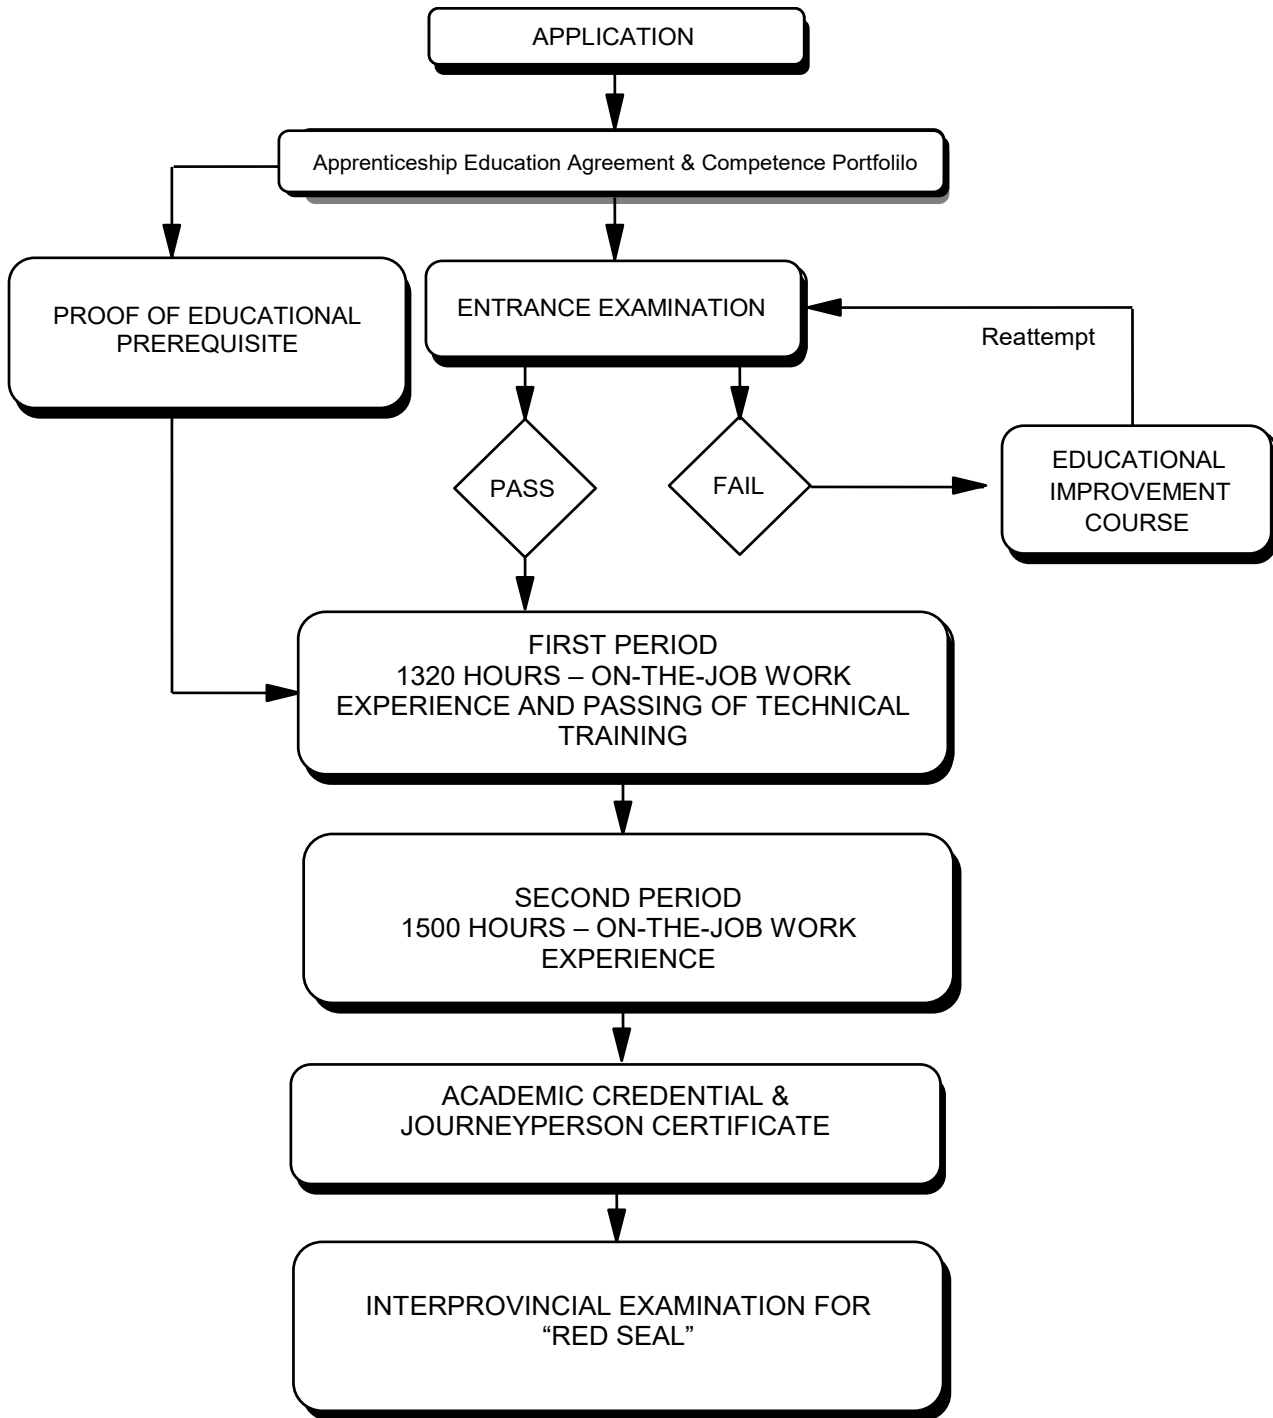 APPLICATION
Apprenticeship Education Agreement & Competence Portfolilo
PROOF OF EDUCATIONAL
PREREQUISITE
ENTRANCE EXAMINATION
Reattempt
PASS
FAIL
EDUCATIONAL
IMPROVEMENT
COURSE
FIRST PERIOD
1320 HOURS – ON-THE-JOB WORK
EXPERIENCE AND PASSING OF TECHNICAL
TRAINING
SECOND PERIOD
1500 HOURS – ON-THE-JOB WORK
EXPERIENCE
ACADEMIC CREDENTIAL &
JOURNEYPERSON CERTIFICATE
INTERPROVINCIAL EXAMINATION FOR
“RED SEAL”